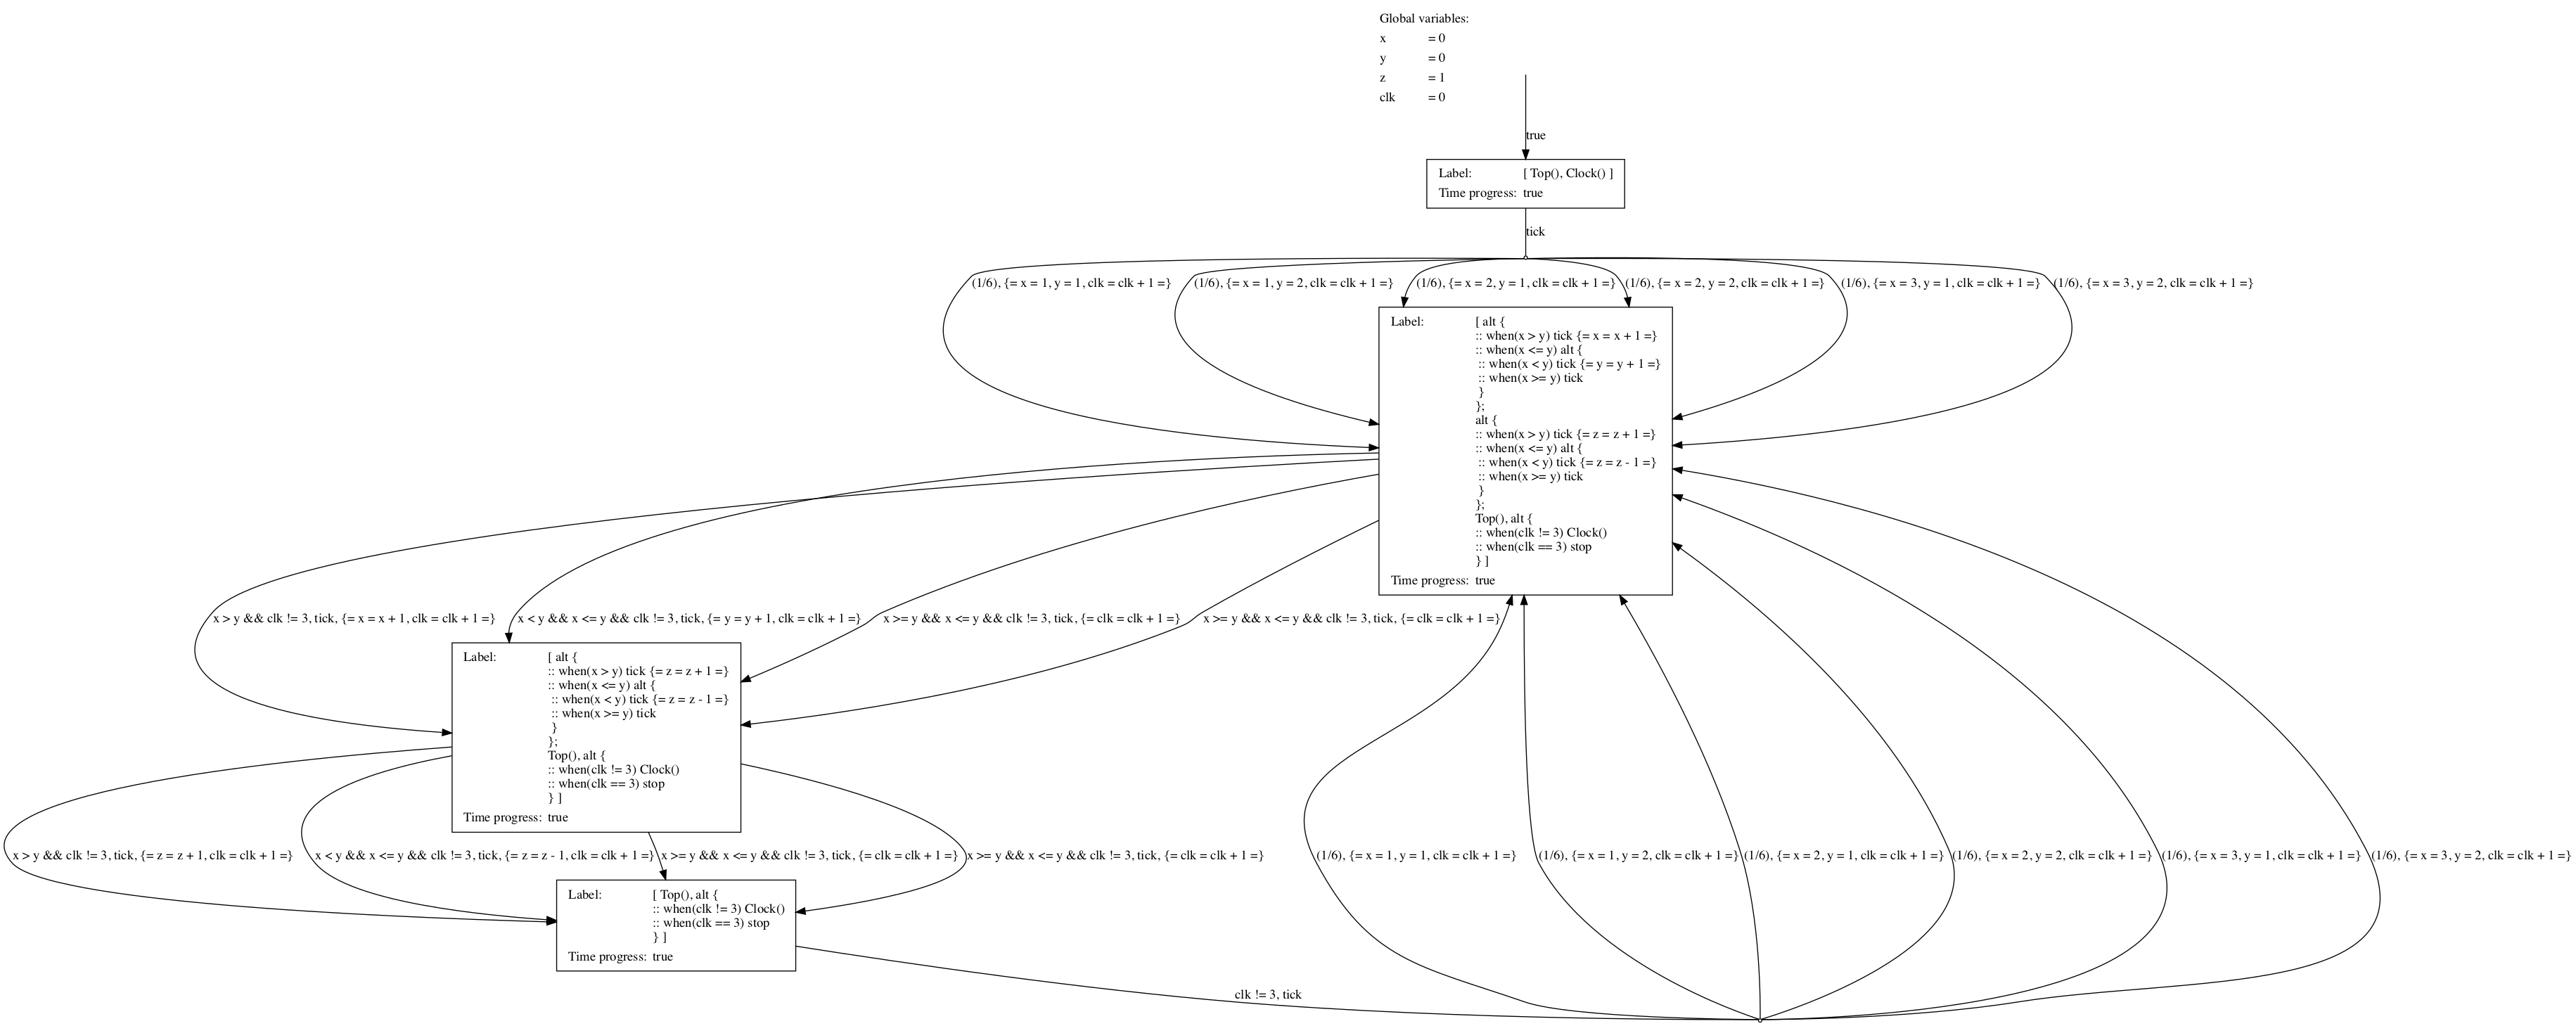 Global variables:
x = 0
y = 0
z = 1
clk = 0
true
Label: [ Top(), Clock() ]
Time progress: true
tick
(1/6), {= x = 1, y = 1, clk = clk + 1 =}
(1/6), {= x = 1, y = 2, clk = clk + 1 =}
(1/6), {= x = 2, y = 1, clk = clk + 1 =}
(1/6), {= x = 2, y = 2, clk = clk + 1 =}
(1/6), {= x = 3, y = 1, clk = clk + 1 =}
(1/6), {= x = 3, y = 2, clk = clk + 1 =}
Label: [ alt {
:: when(x > y) tick {= x = x + 1 =}
:: when(x <= y) alt {
:: when(x < y) tick {= y = y + 1 =}
:: when(x >= y) tick
}
};
alt {
:: when(x > y) tick {= z = z + 1 =}
:: when(x <= y) alt {
:: when(x < y) tick {= z = z - 1 =}
:: when(x >= y) tick
}
};
Top(), alt {
:: when(clk != 3) Clock()
:: when(clk == 3) stop
} ]
Time progress: true
x > y && clk != 3, tick, {= x = x + 1, clk = clk + 1 =}
x < y && x <= y && clk != 3, tick, {= y = y + 1, clk = clk + 1 =}
x >= y && x <= y && clk != 3, tick, {= clk = clk + 1 =}
x >= y && x <= y && clk != 3, tick, {= clk = clk + 1 =}
Label: [ alt {
:: when(x > y) tick {= z = z + 1 =}
:: when(x <= y) alt {
:: when(x < y) tick {= z = z - 1 =}
:: when(x >= y) tick
}
};
Top(), alt {
:: when(clk != 3) Clock()
:: when(clk == 3) stop
} ]
Time progress: true
x > y && clk != 3, tick, {= z = z + 1, clk = clk + 1 =}
x < y && x <= y && clk != 3, tick, {= z = z - 1, clk = clk + 1 =}
x >= y && x <= y && clk != 3, tick, {= clk = clk + 1 =}
x >= y && x <= y && clk != 3, tick, {= clk = clk + 1 =}
(1/6), {= x = 1, y = 1, clk = clk + 1 =}
(1/6), {= x = 1, y = 2, clk = clk + 1 =}
(1/6), {= x = 2, y = 1, clk = clk + 1 =}
(1/6), {= x = 2, y = 2, clk = clk + 1 =}
(1/6), {= x = 3, y = 1, clk = clk + 1 =}
(1/6), {= x = 3, y = 2, clk = clk + 1 =}
Label: [ Top(), alt {
:: when(clk != 3) Clock()
:: when(clk == 3) stop
} ]
Time progress: true
clk != 3, tick